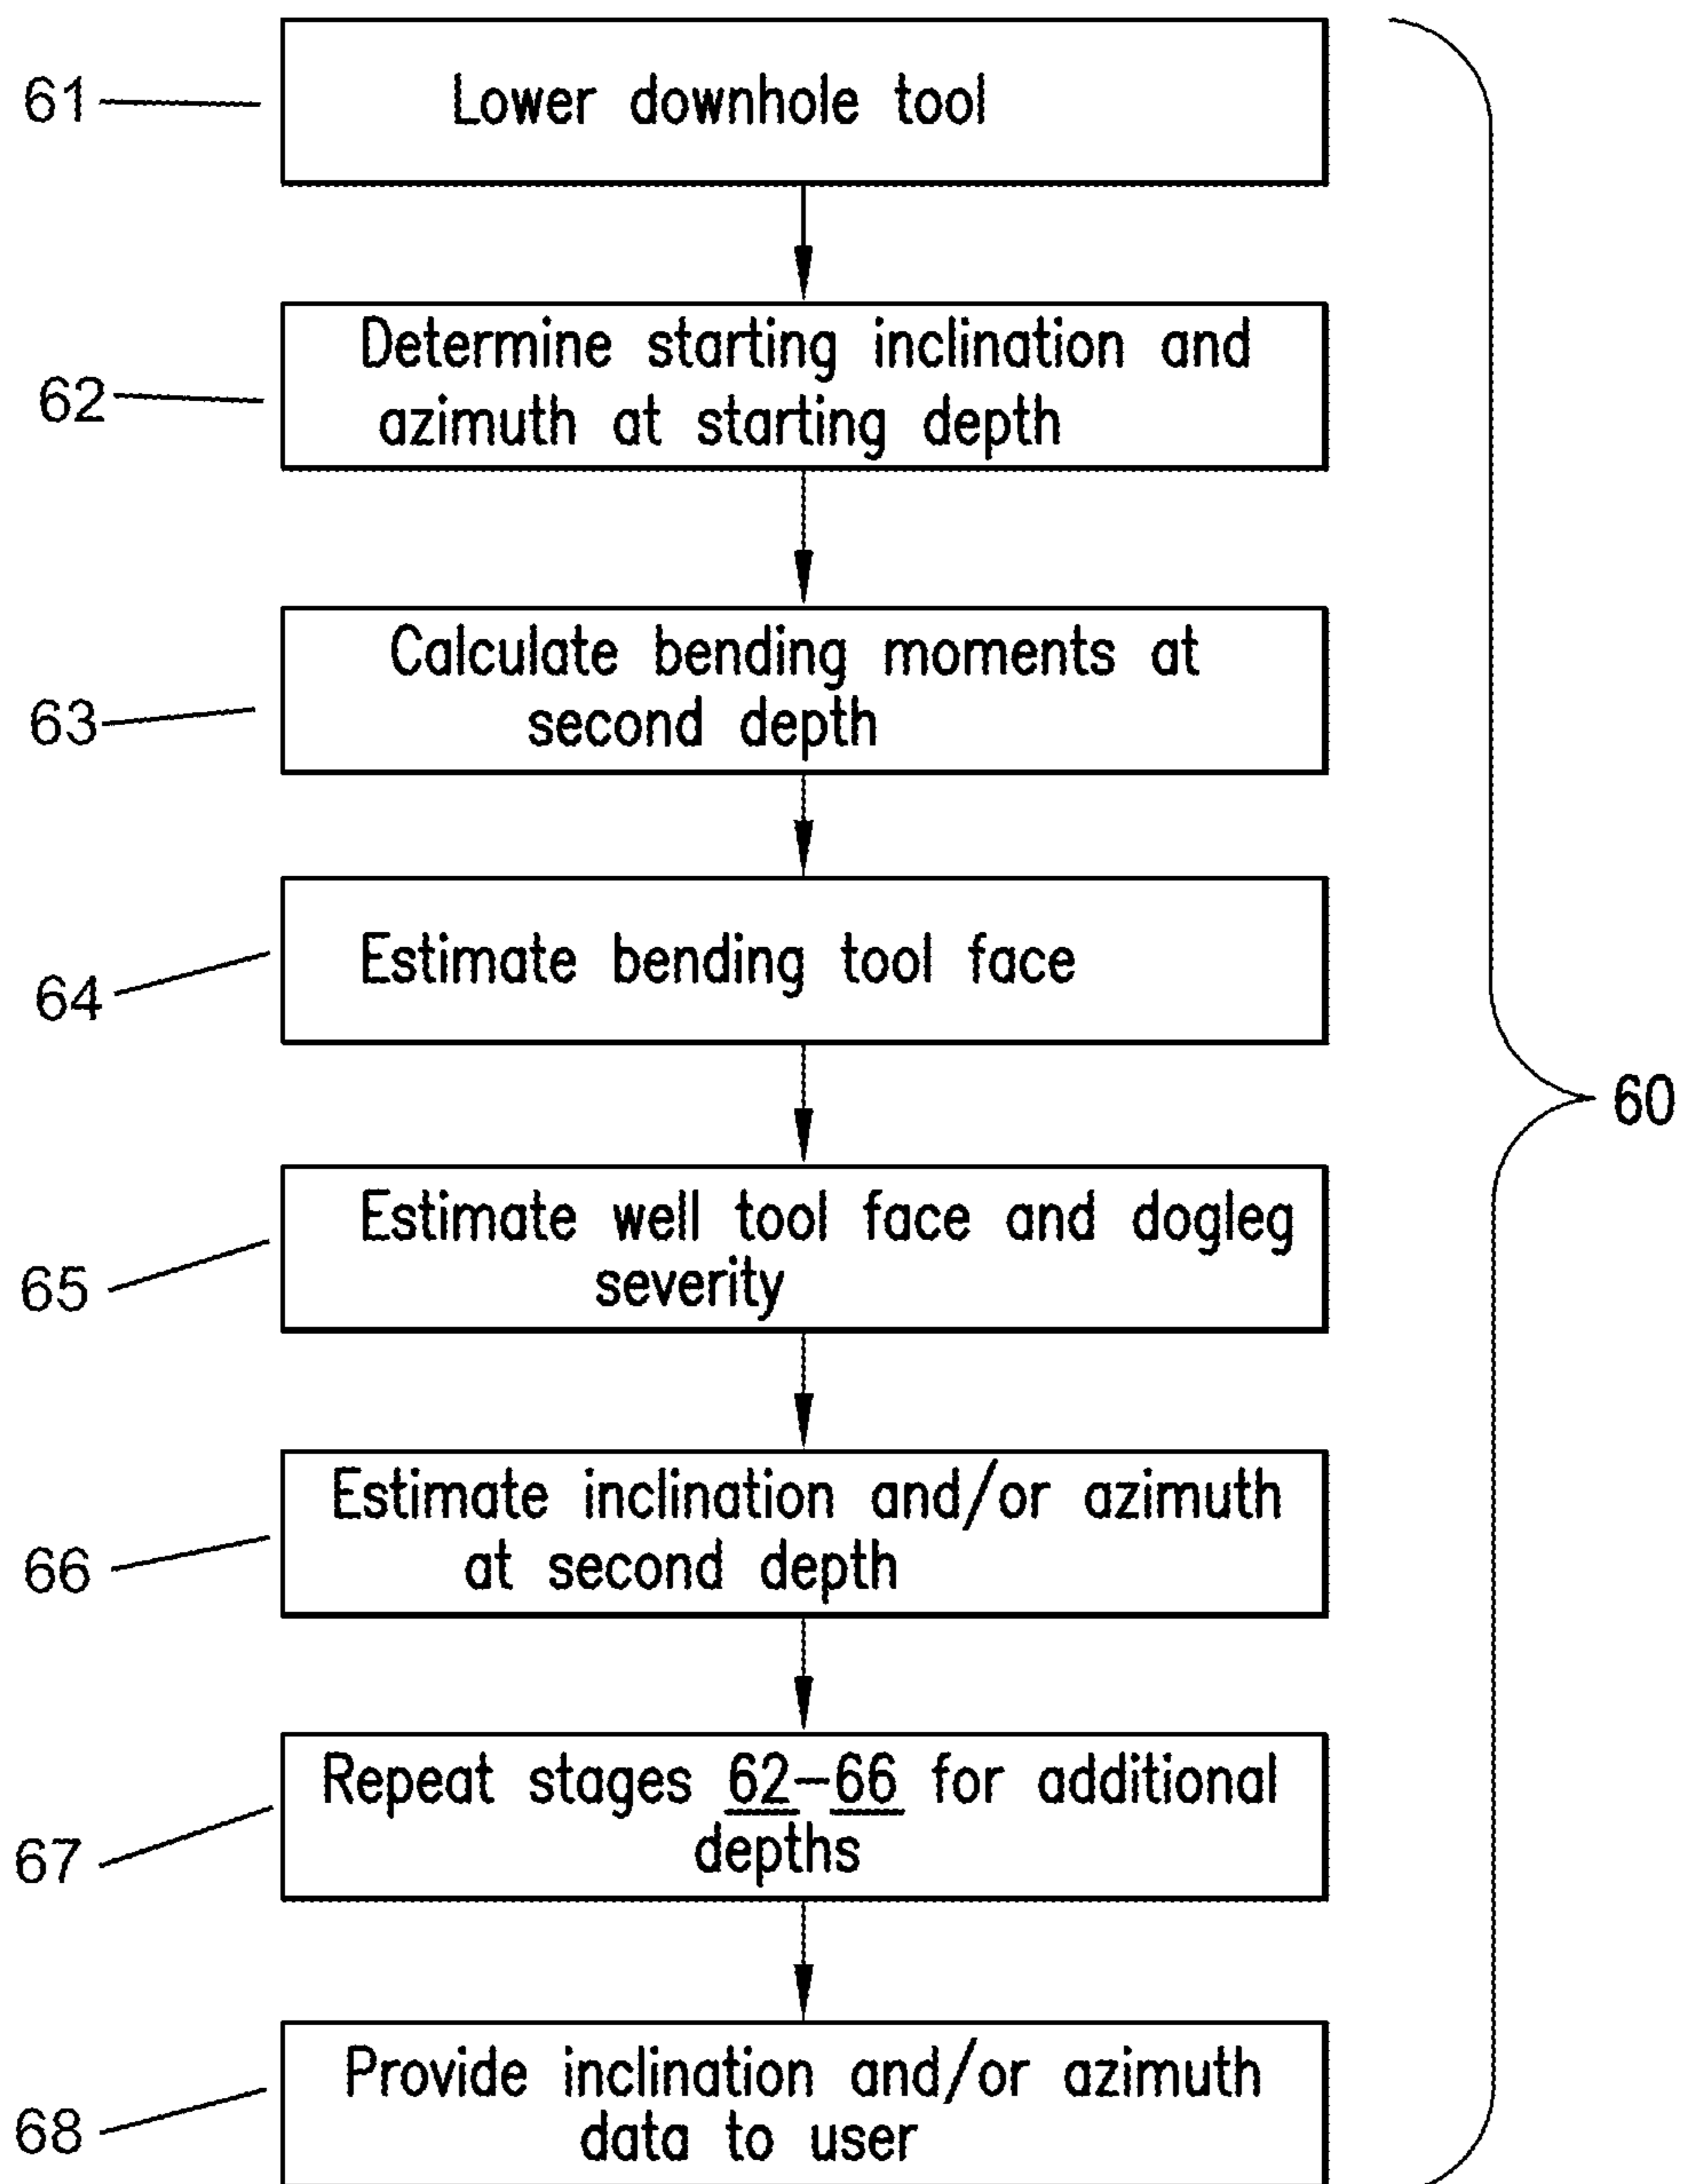 61
Lower downhole tool
62
Determine starting inclination and
azimuth at starting depth
63
Calculate bending moments at
second depth
64
Estimate bending tool face
60
65
Estimate well tool face and dogleg
severity
66
Estimate inclination and/or azimuth
at second depth
67
Repeat stages 62-66 for additional
depths
68
Provide inclination and/or azimuth
data to user